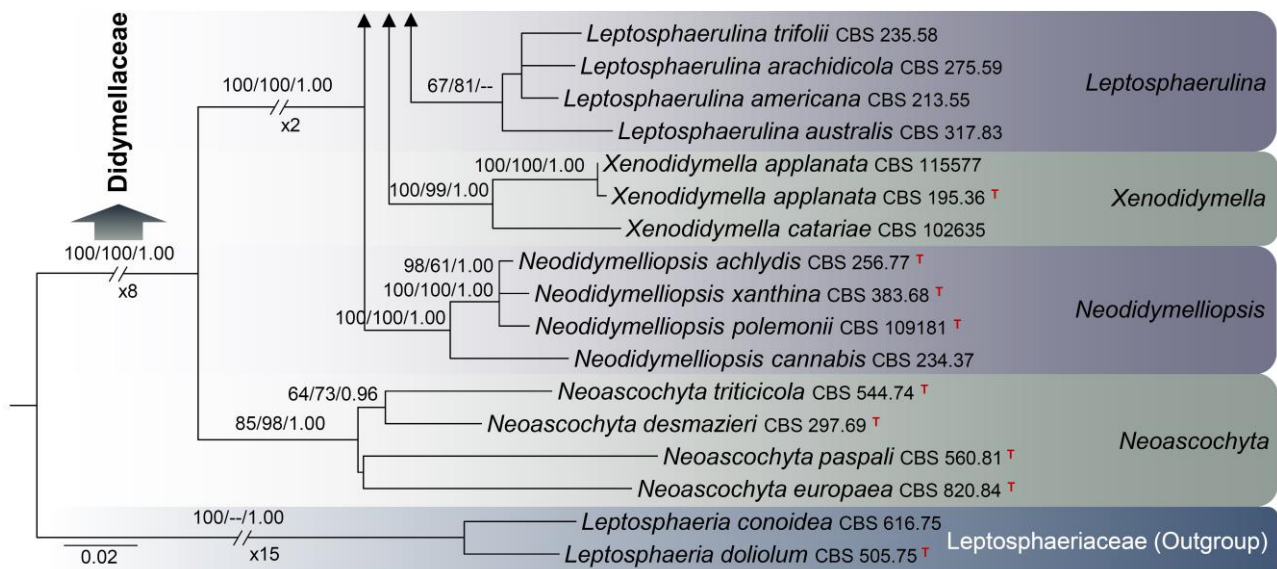 Leptosphaerulina trifolii CBS 235.58
Leptosphaerulina arachidicola CBS 275.59
67/81/--
Leptosphaerulina
100/100/1.00
x2
Leptosphaerulina americana CBS 213.55
Leptosphaerulina australis CBS 317.83
Didymellaceae
100/100/1.00
Xenodidymella applanata CBS 115577
100/99/1.00
Xenodidymella applanata CBS 195.36 T
Xenodidymella
Xenodidymella catariae CBS 102635
100/100/1.00
x8
98/61/1.00
Neodidymelliopsis achlydis CBS 256.77 T
100/100/1.00
Neodidymelliopsis xanthina CBS 383.68 T
Neodidymelliopsis
100/100/1.00
Neodidymelliopsis polemonii CBS 109181 T
Neodidymelliopsis cannabis CBS 234.37
64/73/0.96
Neoascochyta triticicola CBS 544.74 T
85/98/1.00
Neoascochyta desmazieri CBS 297.69 T
Neoascochyta
Neoascochyta paspali CBS 560.81 T
Neoascochyta europaea CBS 820.84 T
100/--/1.00
x15
Leptosphaeria conoidea CBS 616.75
Leptosphaeriaceae (Outgroup)
0.02
Leptosphaeria doliolum CBS 505.75 T